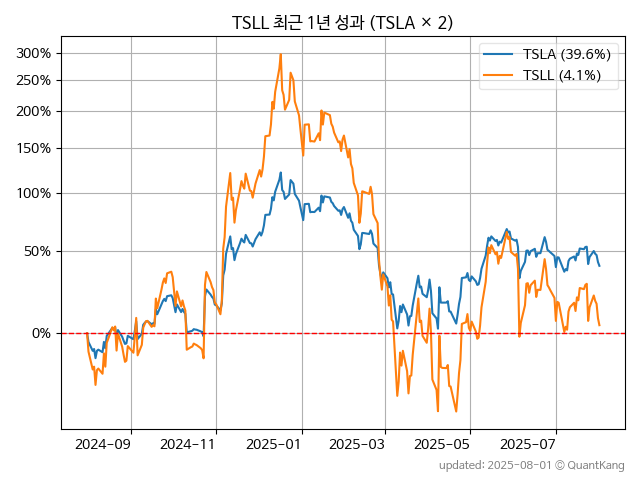 TSLL 최근 1년 성과 (TSLA × 2)
TSLA (39.6%)
TSLL (4.1%)
300%
250%
200%
150%
100%
50%
0%
2024-09 2024-11 2025-01 2025-03 2025-05 2025-07
updated: 2025-08-01 © QuantKang